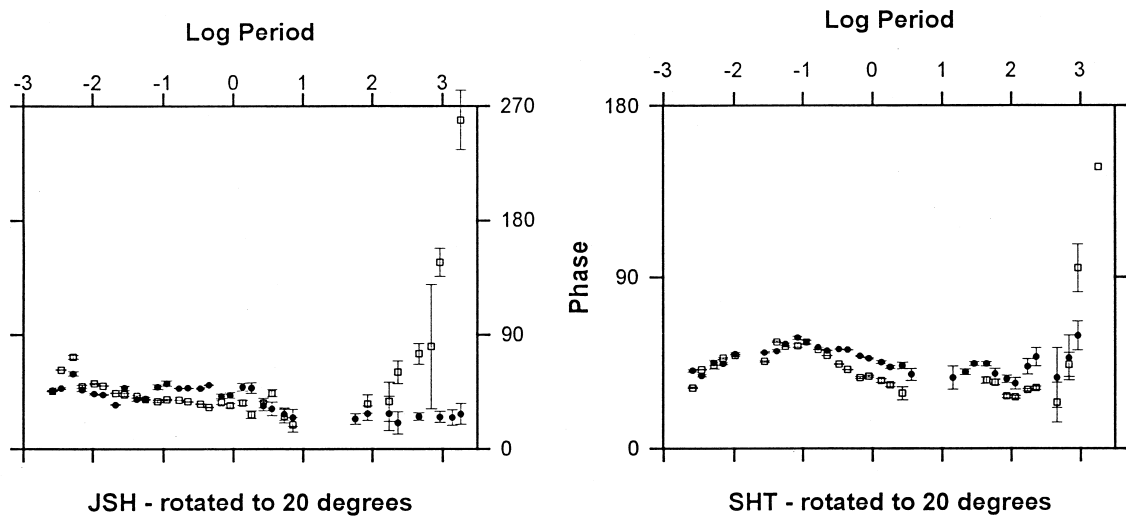 Log Period
-3 -2 -1 0 1 2 3
270
180
90
0
JSH - rotated to 20 degrees
Log Period
-3 -2 -1 0 1 2 3
180
90
0
Phase
SHT - rotated to 20 degrees